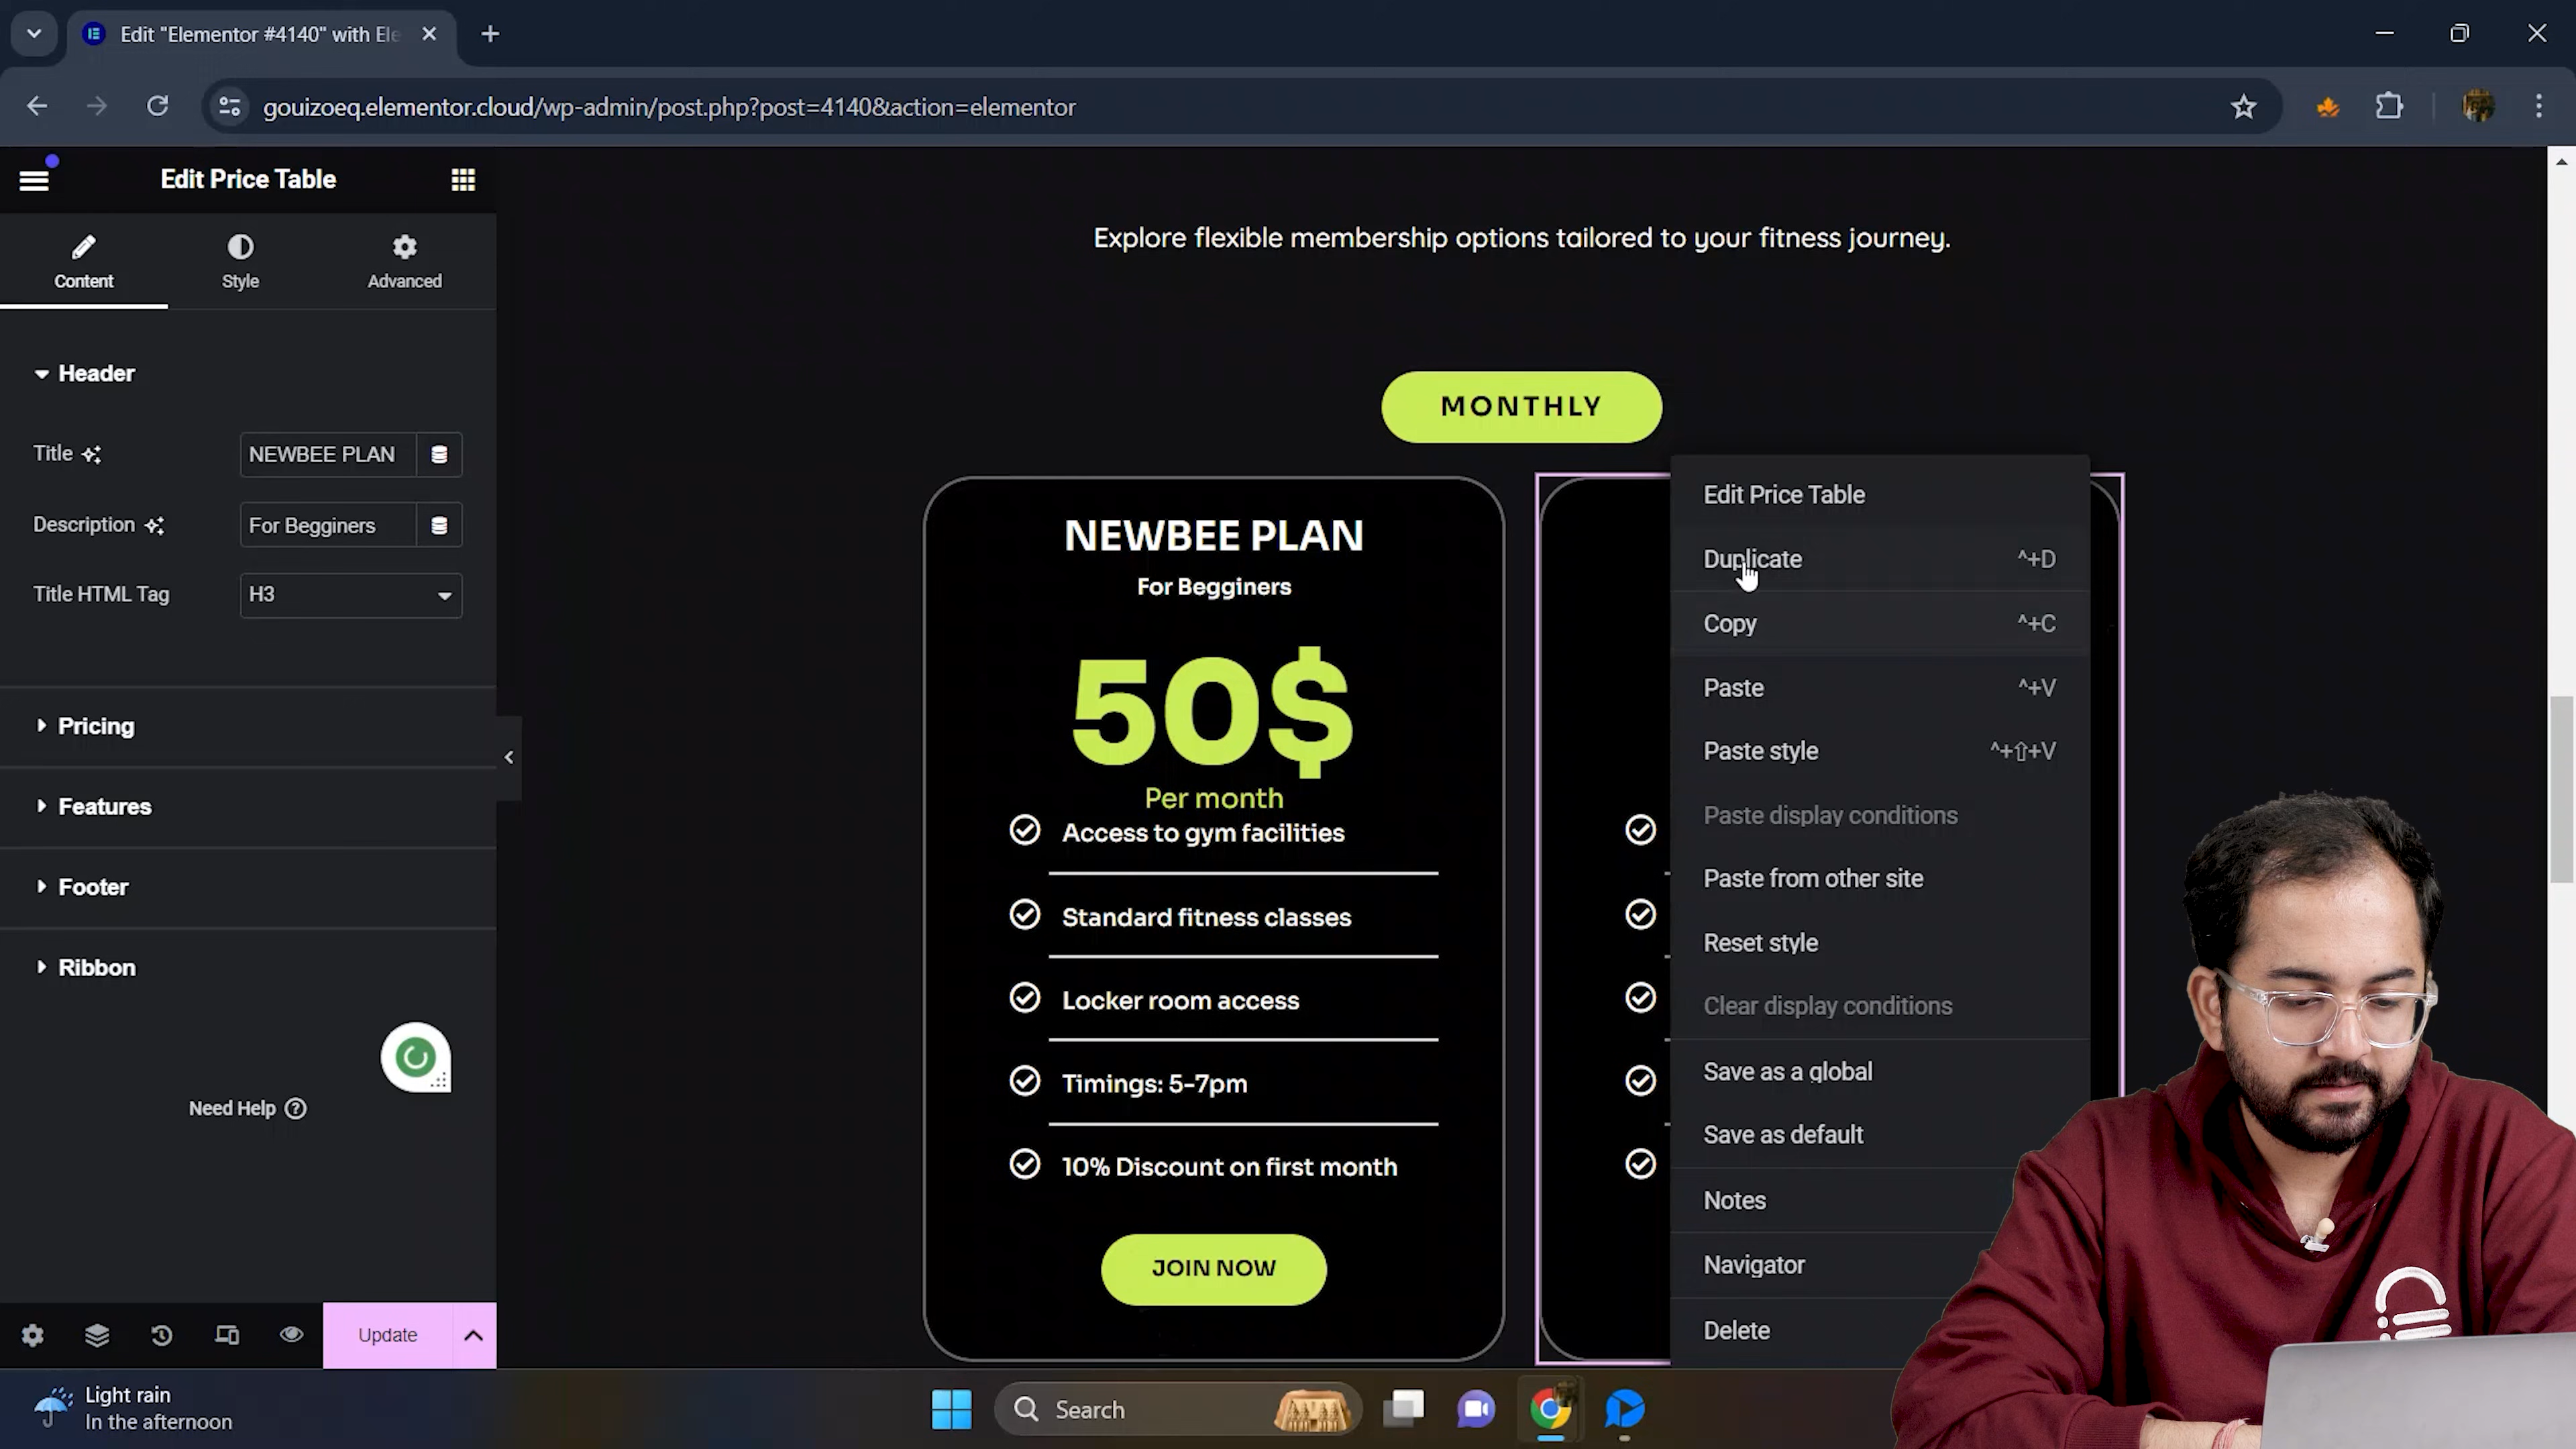 Edit "Elementor #4140" with Ele
gouizoeq.elementor.cloud/wp-admin/post.php?post=4140&action=elementor
Edit Price Table
Content
Style
Advanced
Header
Title
NEWBEE PLAN
Description
For Begginers
Title HTML Tag
H3
Pricing
Features
Footer
Ribbon
Need Help
Update
Explore flexible membership options tailored to your fitness journey.
MONTHLY
NEWBEE PLAN
For Begginers
50$
Per month
Access to gym facilities
Standard fitness classes
Locker room access
Timings: 5-7pm
10% Discount on first month
JOIN NOW
Edit Price Table
Duplicate ^+D
Copy ^+C
Paste ^+V
Paste style ^+⇧+V
Paste display conditions
Paste from other site
Reset style
Clear display conditions
Save as a global
Save as default
Notes
Navigator
Delete
Light rain
In the afternoon
Search